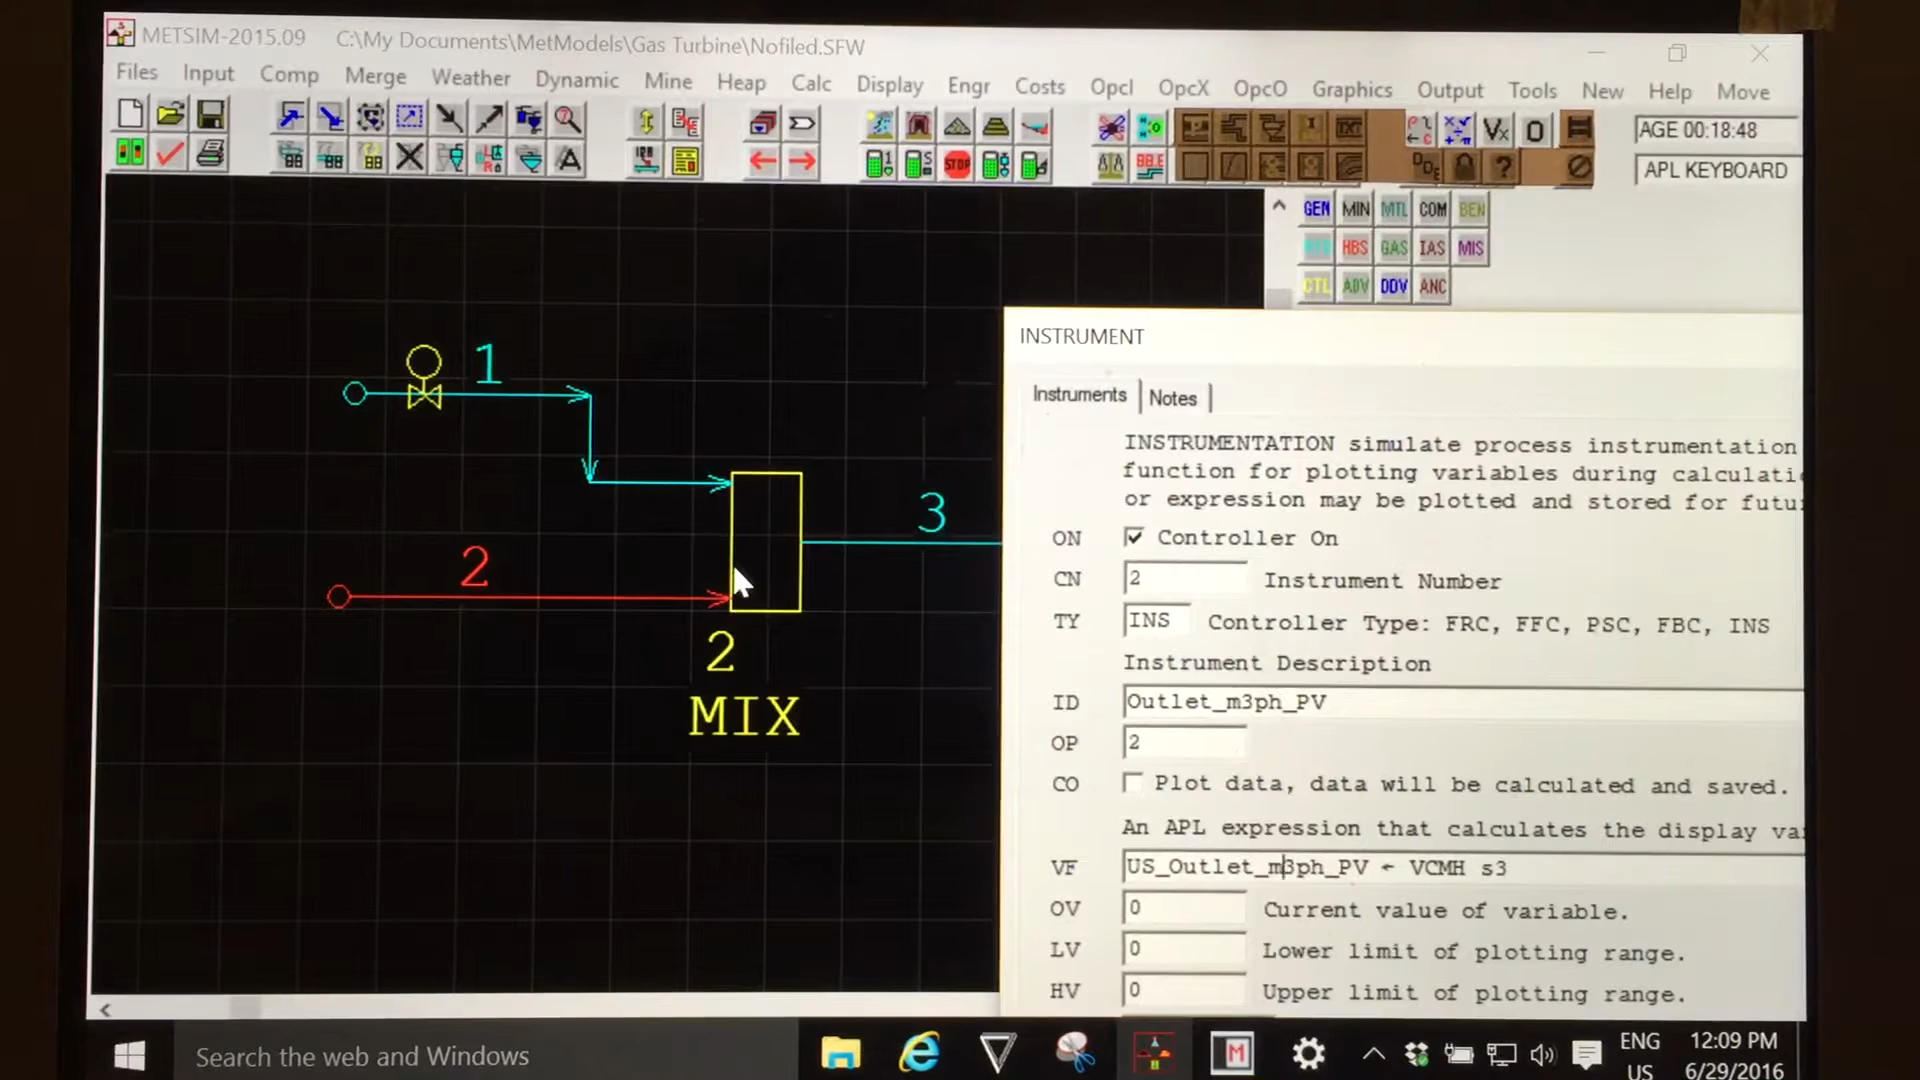 METSIM-2015.09 C:\My Documents\MetModels\Gas Turbine\Nofiled.SFW
Files Input Comp Merge Weather Dynamic Mine Heap Calc Display Engr Costs OpcI OpcX OpcO Graphics Output Tools New Help Move
AGE 00:18:48
APL KEYBOARD
GEN MIN MTL COM BEN
HBS GAS IAS MIS
CTL ADV DDV ANC
STOP
INSTRUMENT
Instruments Notes
INSTRUMENTATION simulate process instrumentation
function for plotting variables during calculati
or expression may be plotted and stored for futu
ON Controller On
CN 2 Instrument Number
TY INS Controller Type: FRC, FFC, PSC, FBC, INS
Instrument Description
ID Outlet_m3ph_PV
OP 2
CO Plot data, data will be calculated and saved.
An APL expression that calculates the display va
VF US_Outlet_m3ph_PV ← VCMH s3
OV 0 Current value of variable.
LV 0 Lower limit of plotting range.
HV 0 Upper limit of plotting range.
1
2
3
2
MIX
Search the web and Windows
ENG
US
12:09 PM
6/29/2016